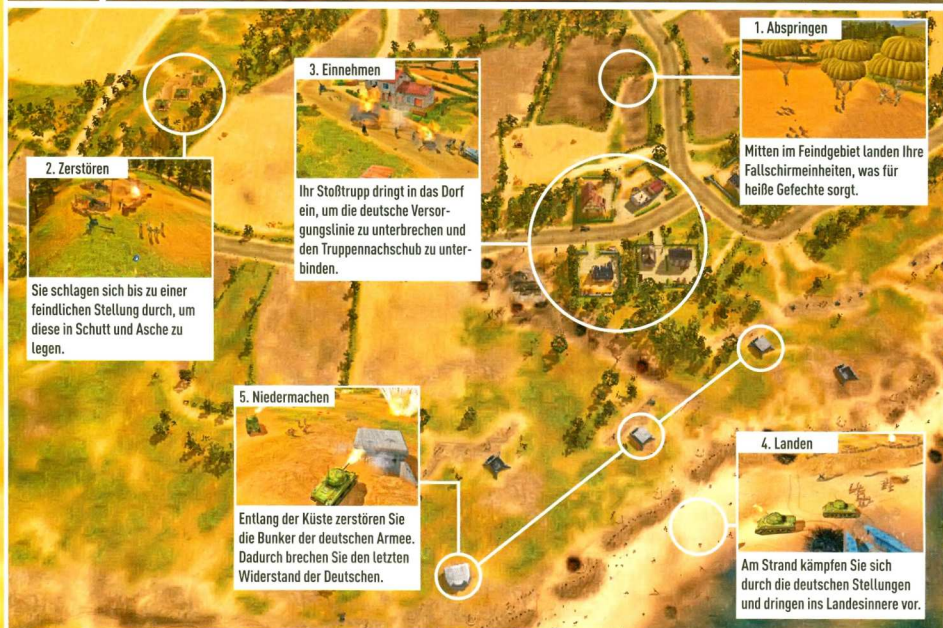 1. Abspringen
Mitten im Feindgebiet landen Ihre
Fallschirmeinheiten, was für
heiße Gefechte sorgt.
2. Zerstören
Sie schlagen sich bis zu einer
feindlichen Stellung durch, um
diese in Schutt und Asche zu
legen.
3. Einnehmen
Ihr Stoßtrupp dringt in das Dorf
ein, um die deutsche Versor-
gungslinie zu unterbrechen und
den Truppennachschub zu unter-
binden.
4. Landen
Am Strand kämpfen Sie sich
durch die deutschen Stellungen
und dringen ins Landesinnere vor.
5. Niedermachen
Entlang der Küste zerstören Sie
die Bunker der deutschen Armee.
Dadurch brechen Sie den letzten
Widerstand der Deutschen.